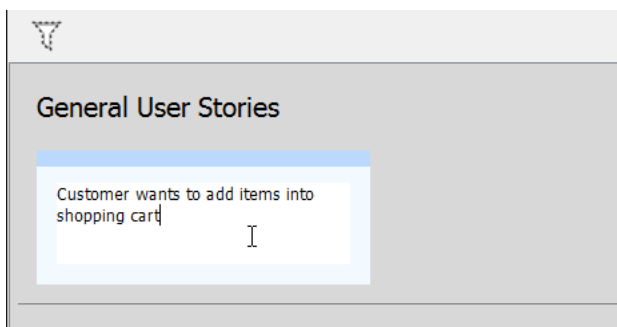 General User Stories
Customer wants to add items into
shopping cart